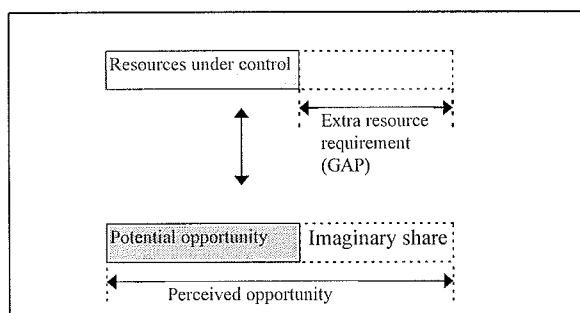 Resources under control
Extra resource
requirement
(GAP)
Potential opportunity
Imaginary share
Perceived opportunity